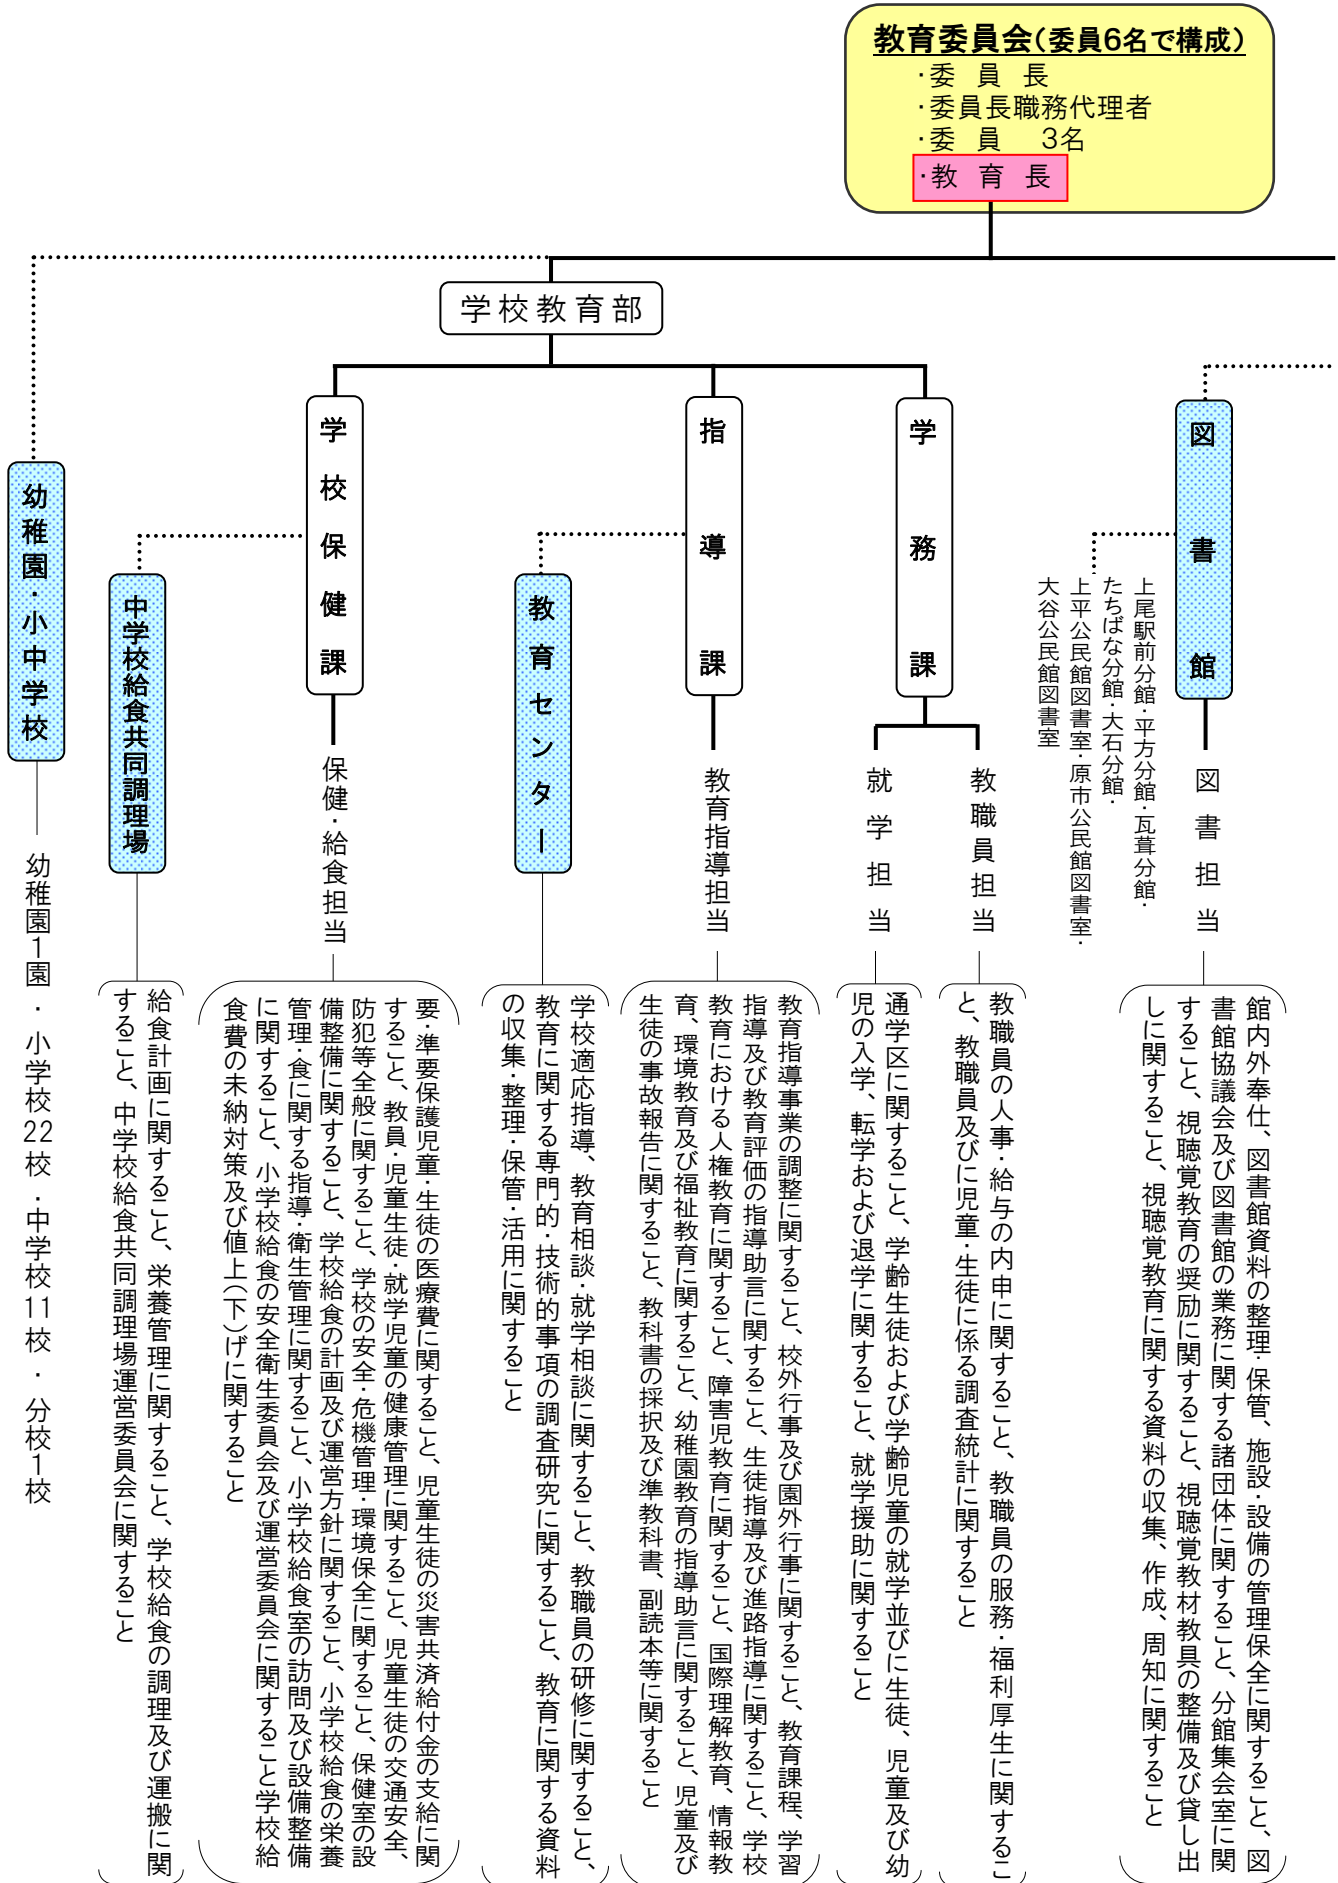 教育委員会(委員6名で構成)
・委員長
・委員長職務代理者
・委員 3名
・教育長
学校教育部
図書館
図書担当
館内外奉仕、図書館資料の整理・保管、施設・設備の管理保全に関すること、図
書館協議会及び図書館の業務に関する諸団体に関すること、分館集会室に関
すること、視聴覚教育の奨励に関すること、視聴覚教材教具の整備及び貸し出
しに関すること、視聴覚教育に関する資料の収集、作成、周知に関すること
上尾駅前分館・平方分館・瓦葺分館・
たちばな分館・大石分館・
上平公民館図書室・原市公民館図書室・
大谷公民館図書室
学務課
教職員担当
教職員の人事・給与の内申に関すること、教職員の服務・福利厚生に関するこ
と、教職員及びに児童・生徒に係る調査統計に関すること
就学担当
通学区に関すること、学齢生徒および学齢児童の就学並びに生徒、児童及び幼
児の入学、転学および退学に関すること、就学援助に関すること
指導課
教育指導担当
教育指導事業の調整に関すること、校外行事及び園外行事に関すること、教育課程、学習
指導及び教育評価の指導助言に関すること、生徒指導及び進路指導に関すること、学校
教育における人権教育に関すること、障害児教育に関すること、国際理解教育、情報教
育、環境教育及び福祉教育に関すること、幼稚園教育の指導助言に関すること、児童及び
生徒の事故報告に関すること、教科書の採択及び準教科書、副読本等に関すること
教育センター
学校適応指導、教育相談・就学相談に関すること、教職員の研修に関すること、
教育に関する専門的・技術的事項の調査研究に関すること、教育に関する資料
の収集・整理・保管・活用に関すること
学校保健課
保健・給食担当
要・準要保護児童・生徒の医療費に関すること、児童生徒の災害共済給付金の支給に関
すること、教員・児童生徒・就学児童の健康管理に関すること、児童生徒の交通安全、
防犯等全般に関すること、学校の安全・危機管理・環境保全に関すること、保健室の設
備整備に関すること、学校給食の計画及び運営方針に関すること、小学校給食の栄養
管理・食に関する指導・衛生管理に関すること、小学校給食室の訪問及び設備整備
に関すること、小学校給食の安全衛生委員会及び運営委員会に関すること学校給
食費の未納対策及び値上(下)げに関すること
中学校給食共同調理場
給食計画に関すること、栄養管理に関すること、学校給食の調理及び運搬に関
すること、中学校給食共同調理場運営委員会に関すること
幼稚園・小中学校
幼稚園1園・小学校22校・中学校11校・分校1校